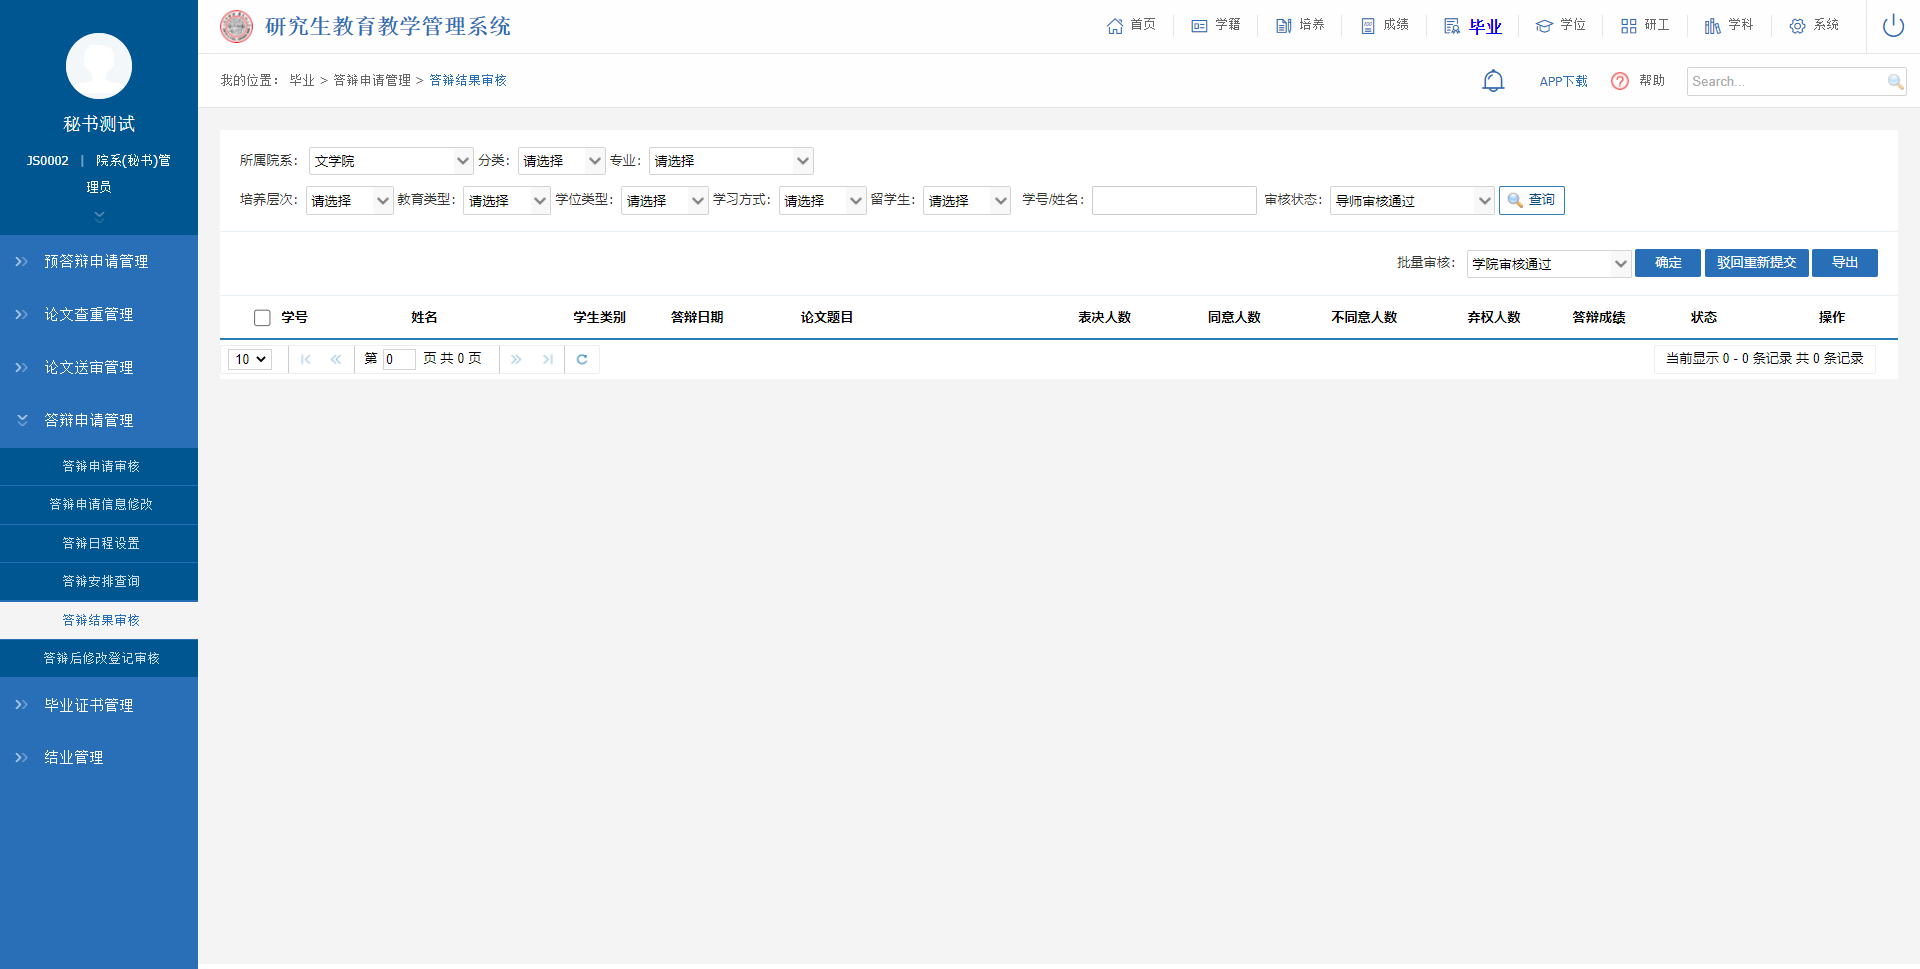 研究生教育教学管理系统
首页 学籍 培养 成绩 毕业 学位 研工 学科 系统
秘书测试
JS0002 | 院系(秘书)管
理员
我的位置： 毕业 > 答辩申请管理 > 答辩结果审核
APP下载 帮助 Search...
预答辩申请管理
论文查重管理
论文送审管理
答辩申请管理
答辩申请审核
答辩申请信息修改
答辩日程设置
答辩安排查询
答辩结果审核
答辩后修改登记审核
毕业证书管理
结业管理
所属院系： 文学院 分类： 请选择 专业： 请选择
培养层次： 请选择 教育类型： 请选择 学位类型： 请选择 学习方式： 请选择 留学生： 请选择 学号/姓名： 审核状态： 导师审核通过 查询
批量审核： 学院审核通过 确定 驳回重新提交 导出
学号 姓名 学生类别 答辩日期 论文题目 表决人数 同意人数 不同意人数 弃权人数 答辩成绩 状态 操作
10 第 0 页 共 0 页 当前显示 0 - 0 条记录 共 0 条记录